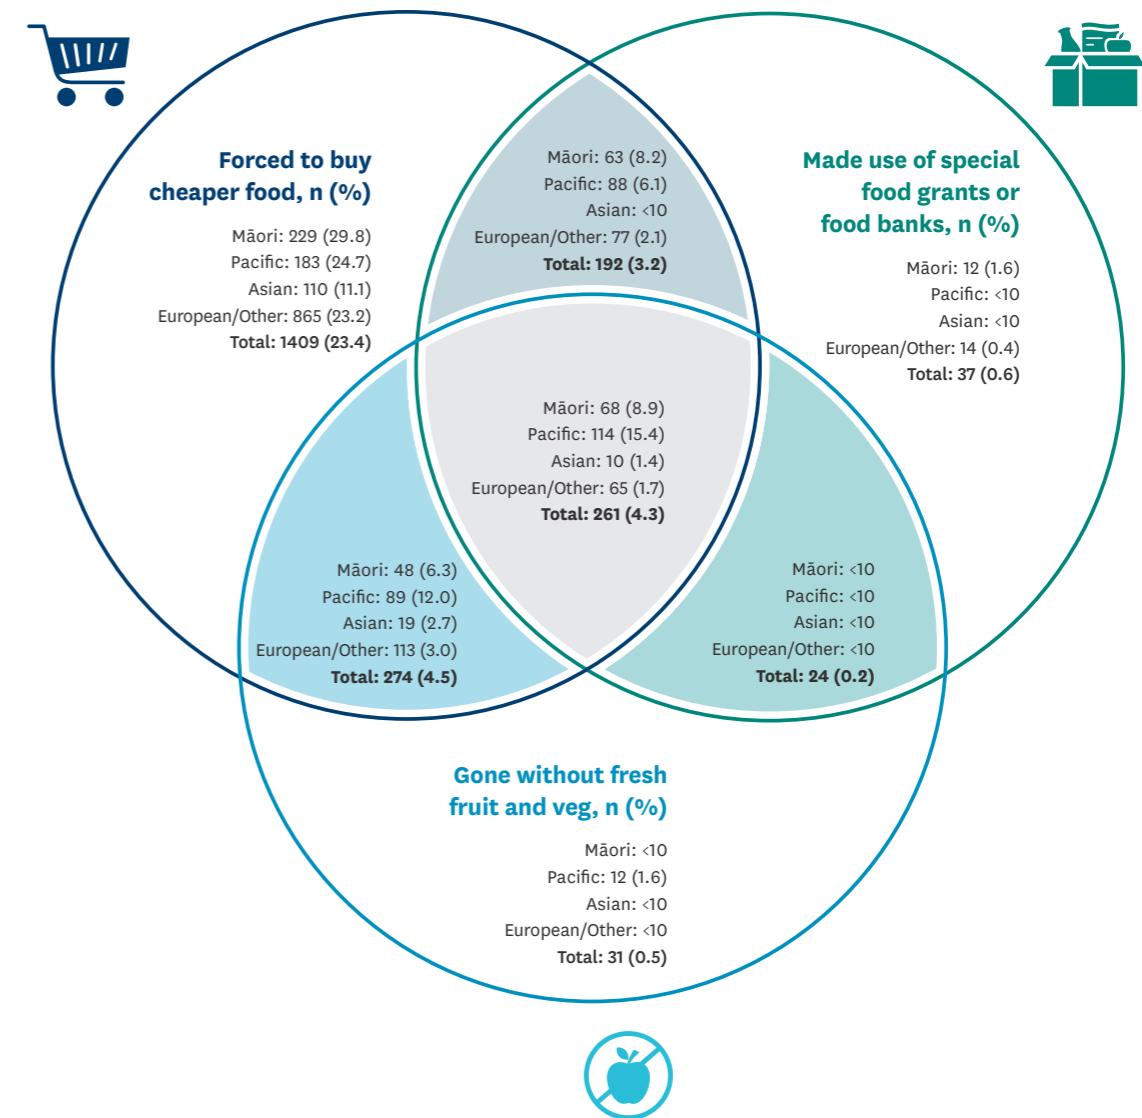 Forced to buy
cheaper food, n (%)
Māori: 229 (29.8)
Pacific: 183 (24.7)
Asian: 110 (11.1)
European/Other: 865 (23.2)
Total: 1409 (23.4)
Māori: 63 (8.2)
Pacific: 88 (6.1)
Asian: <10
European/Other: 77 (2.1)
Total: 192 (3.2)
Made use of special
food grants or
food banks, n (%)
Māori: 12 (1.6)
Pacific: <10
Asian: <10
European/Other: 14 (0.4)
Total: 37 (0.6)
Māori: 68 (8.9)
Pacific: 114 (15.4)
Asian: 10 (1.4)
European/Other: 65 (1.7)
Total: 261 (4.3)
Māori: 48 (6.3)
Pacific: 89 (12.0)
Asian: 19 (2.7)
European/Other: 113 (3.0)
Total: 274 (4.5)
Māori: <10
Pacific: <10
Asian: <10
European/Other: <10
Total: 24 (0.2)
Gone without fresh
fruit and veg, n (%)
Māori: <10
Pacific: 12 (1.6)
Asian: <10
European/Other: <10
Total: 31 (0.5)